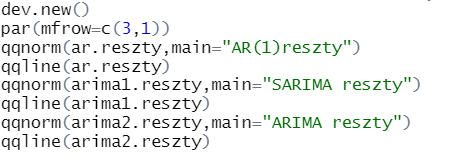 dev.new()
par(mfrow=c(3,1))
qqnorm(ar.reszty,main="AR(1)reszty")
qqline(ar.reszty)
qqnorm(arima1.reszty,main="SARIMA reszty")
qqline(arima1.reszty)
qqnorm(arima2.reszty,main="ARIMA reszty")
qqline(arima2.reszty)